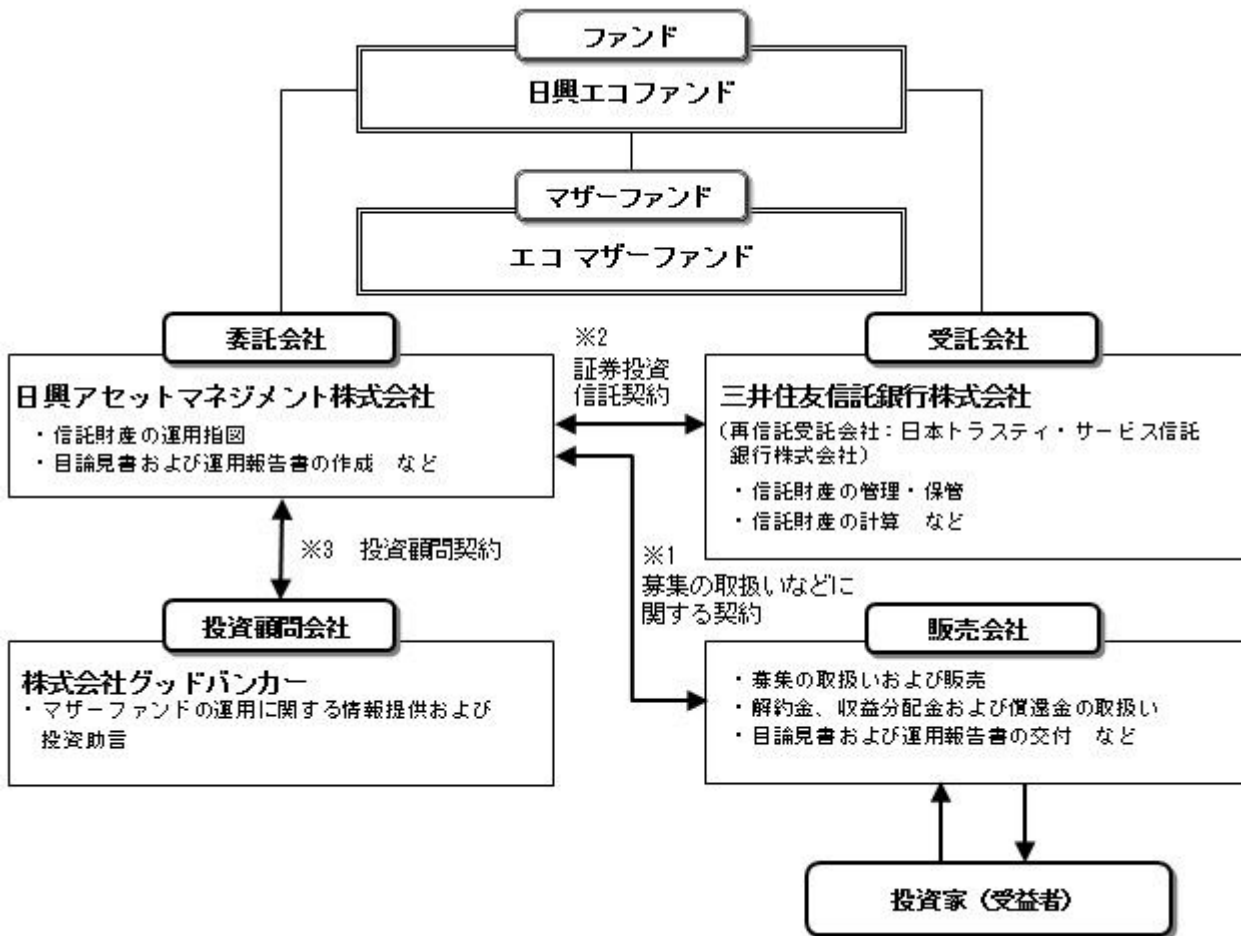 ファンド
日興エコファンド
マザーファンド
エコ マザーファンド
委託会社
日興アセットマネジメント株式会社
・信託財産の運用指図
・目論見書および運用報告書の作成　など
※2
証券投資
信託契約
受託会社
三井住友信託銀行株式会社
（再信託受託会社：日本トラスティ・サービス信託
銀行株式会社）
・信託財産の管理・保管
・信託財産の計算　など
※3　投資顧問契約
※1
募集の取扱いなどに
関する契約
投資顧問会社
株式会社グッドバンカー
・マザーファンドの運用に関する情報提供および
投資助言
販売会社
・募集の取扱いおよび販売
・解約金、収益分配金および償還金の取扱い
・目論見書および運用報告書の交付　など
投資家（受益者）